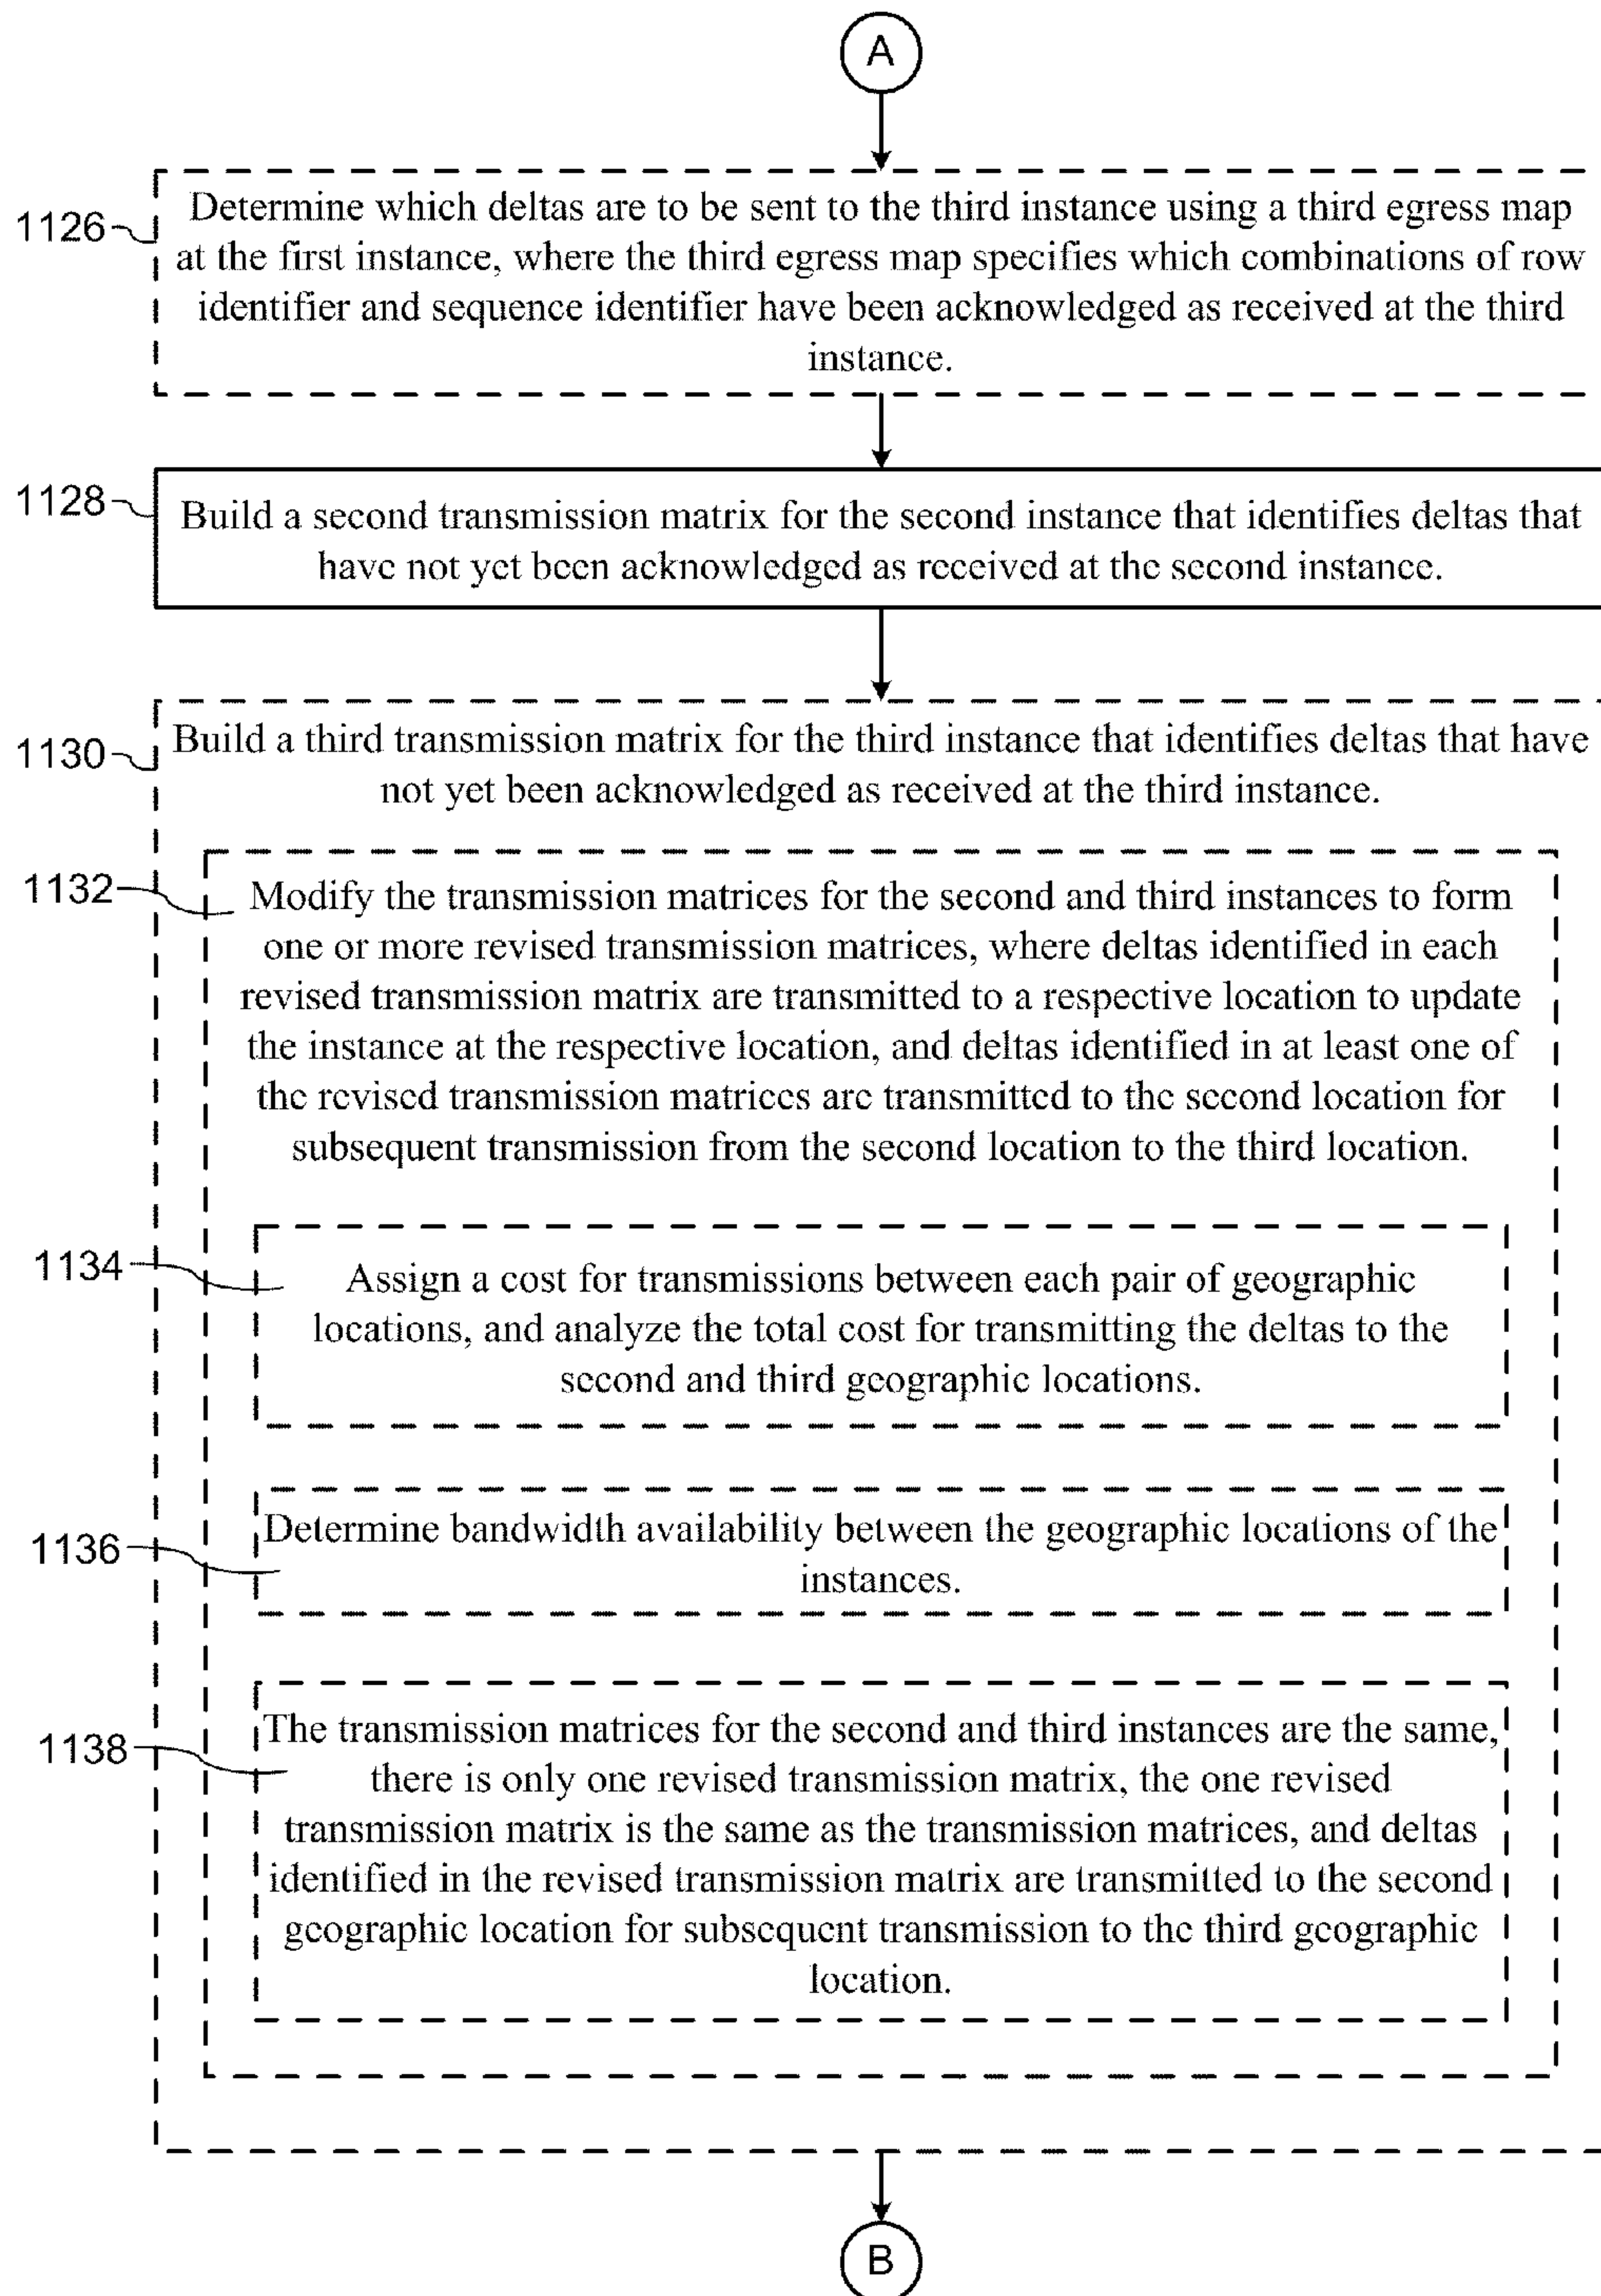 A
1126
Determine which deltas are to be sent to the third instance using a third egress map
at the first instance, where the third egress map specifies which combinations of row
identifier and sequence identifier have been acknowledged as received at the third
instance.
1128
Build a second transmission matrix for the second instance that identifies deltas that
have not yet been acknowledged as received at the second instance.
1130
Build a third transmission matrix for the third instance that identifies deltas that have
not yet been acknowledged as received at the third instance.
1132
Modify the transmission matrices for the second and third instances to form
one or more revised transmission matrices, where deltas identified in each
revised transmission matrix are transmitted to a respective location to update
the instance at the respective location, and deltas identified in at least one of
the revised transmission matrices are transmitted to the second location for
subsequent transmission from the second location to the third location.
1134
Assign a cost for transmissions between each pair of geographic
locations, and analyze the total cost for transmitting the deltas to the
second and third geographic locations.
1136
Determine bandwidth availability between the geographic locations of the
instances.
1138
The transmission matrices for the second and third instances are the same,
there is only one revised transmission matrix, the one revised
transmission matrix is the same as the transmission matrices, and deltas
identified in the revised transmission matrix are transmitted to the second
geographic location for subsequent transmission to the third geographic
location.
B